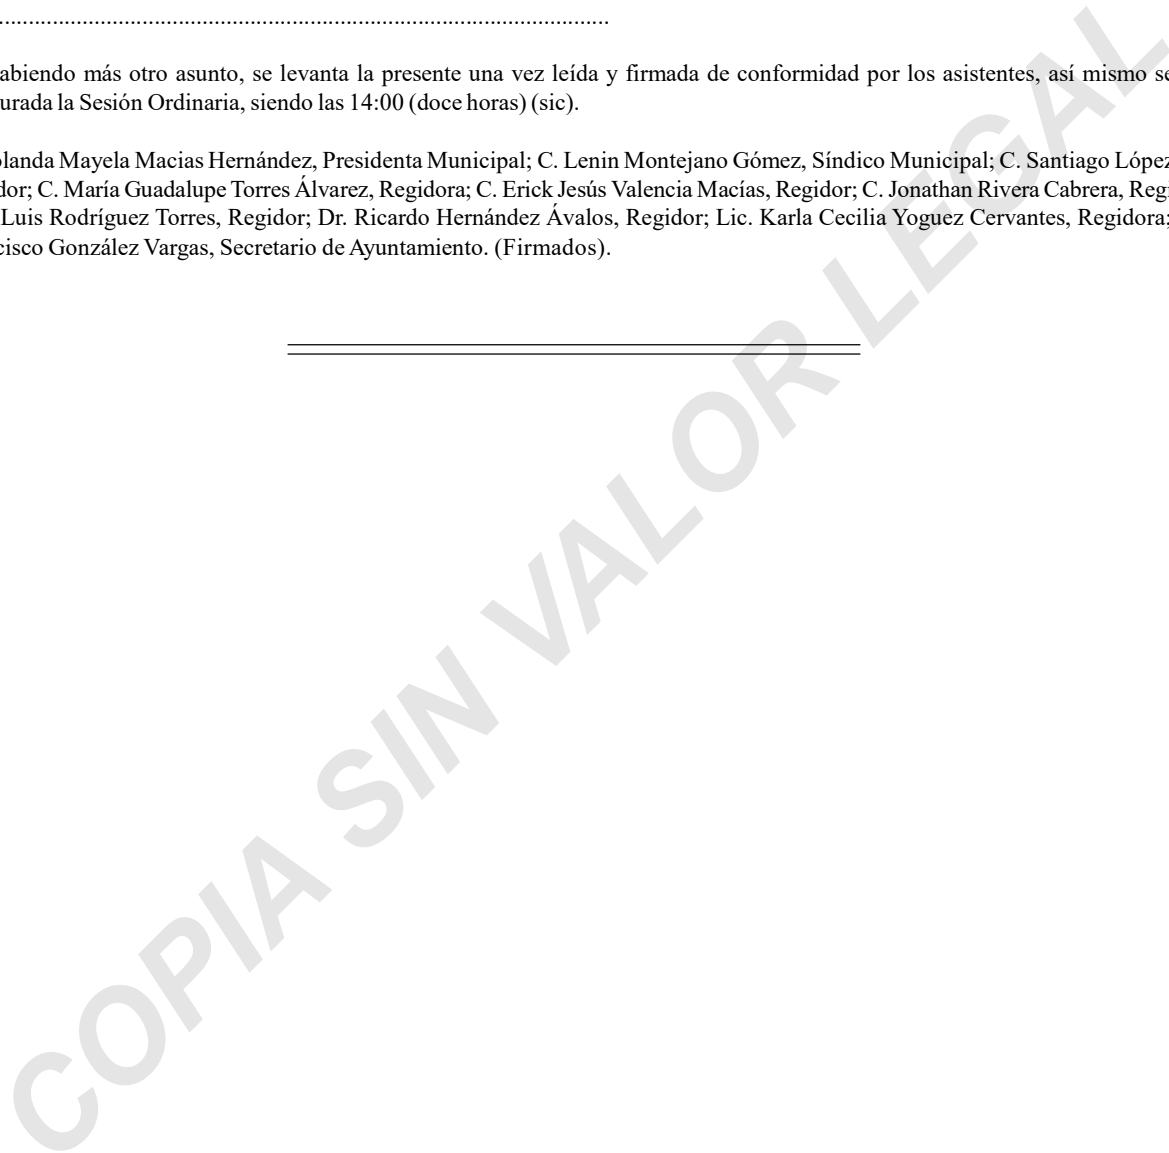 ........................................................................................................
abiendo más otro asunto, se levanta la presente una vez leída y firmada de conformidad por los asistentes, así mismo se
urada la Sesión Ordinaria, siendo las 14:00 (doce horas) (sic).
olanda Mayela Macias Hernández, Presidenta Municipal; C. Lenin Montejano Gómez, Síndico Municipal; C. Santiago López
dor; C. María Guadalupe Torres Álvarez, Regidora; C. Erick Jesús Valencia Macías, Regidor; C. Jonathan Rivera Cabrera, Regi
Luis Rodríguez Torres, Regidor; Dr. Ricardo Hernández Ávalos, Regidor; Lic. Karla Cecilia Yoguez Cervantes, Regidora;
cisco González Vargas, Secretario de Ayuntamiento. (Firmados).
COPIA SIN VALOR LEGAL